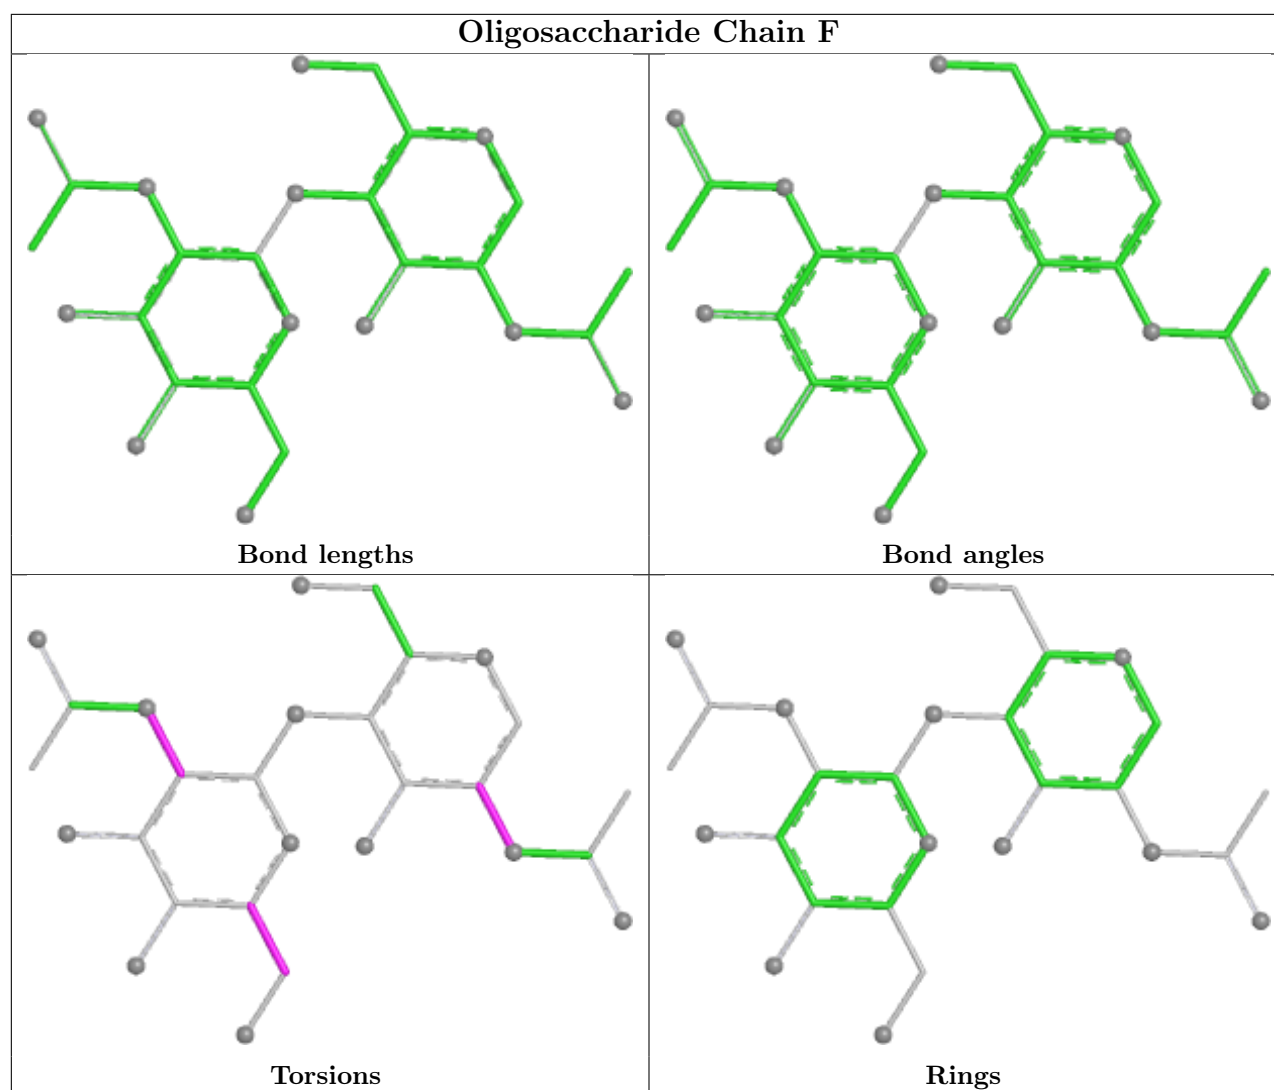 Oligosaccharide Chain F
Bond lengths
Bond angles
Torsions
Rings